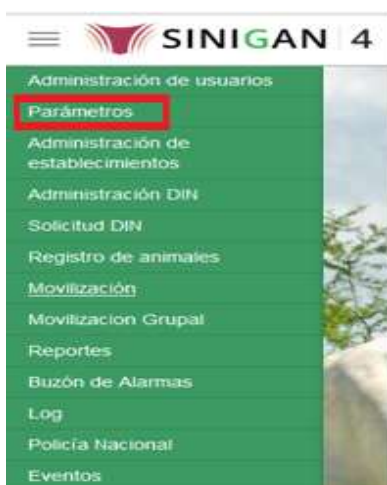 SINIGAN 4
Administración de usuarios
Parámetros
Administración de
establecimientos
Administración DIN
Solicitud DIN
Registro de animales
Movilización
Movilizacion Grupal
Reportes
Buzón de Alarmas
Log
Policía Nacional
Eventos